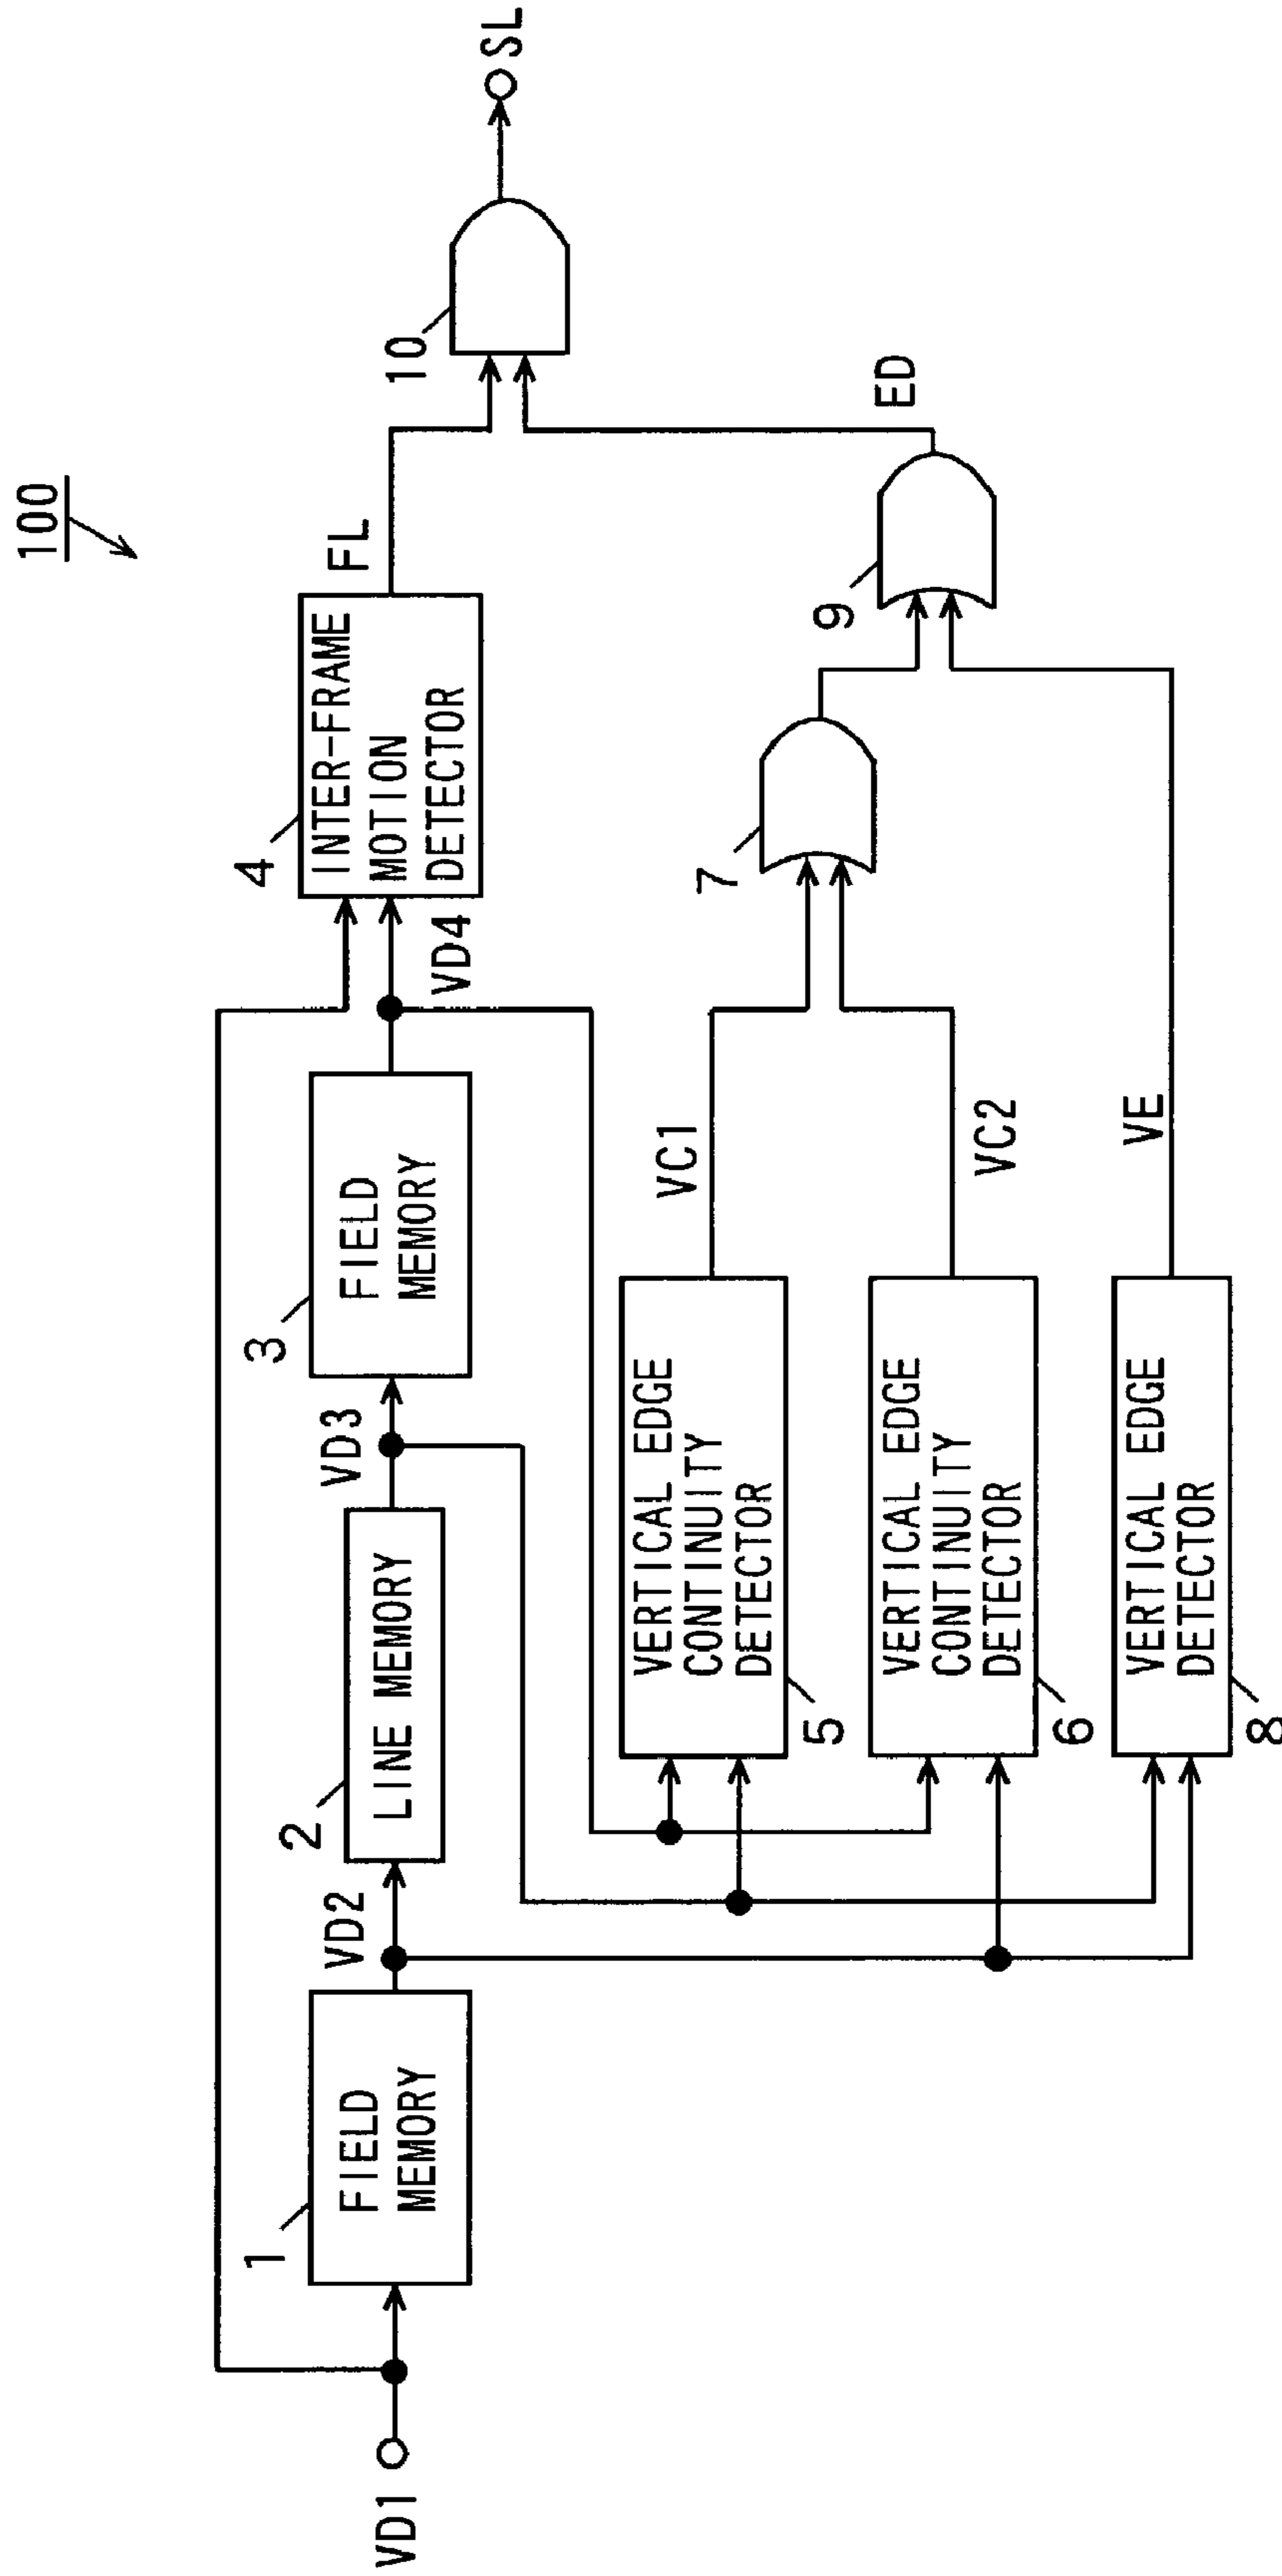 100
VD1
1
FIELD
MEMORY
VD2
2
LINE MEMORY
VD3
3
FIELD
MEMORY
VD4
4
INTER-FRAME
MOTION
DETECTOR
FL
10
SL
5
VERTICAL EDGE
CONTINUITY
DETECTOR
VC1
7
6
VERTICAL EDGE
CONTINUITY
DETECTOR
VC2
9
ED
8
VERTICAL EDGE
DETECTOR
VE